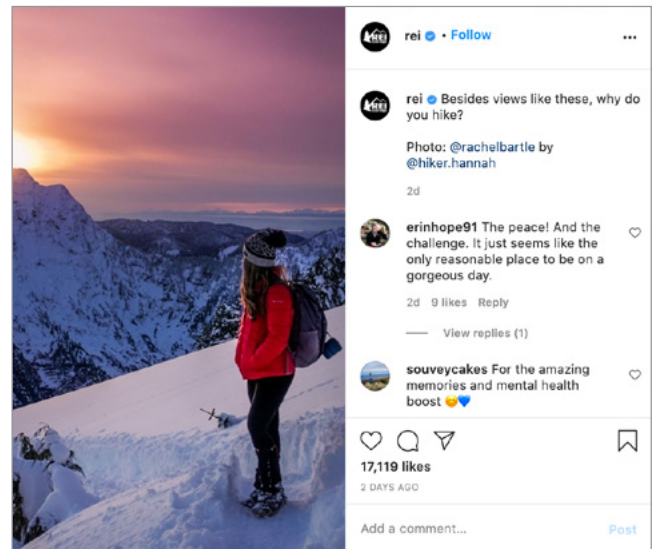 rei • Follow
rei Besides views like these, why do
you hike?
Photo: @rachelbartle by
@hiker.hannah
2d
erinhope91 The peace! And the
challenge. It just seems like the
only reasonable place to be on a
gorgeous day.
2d 9 likes Reply
View replies (1)
souveycakes For the amazing
memories and mental health
boost 😊💙
17,119 likes
2 DAYS AGO
Add a comment... Post